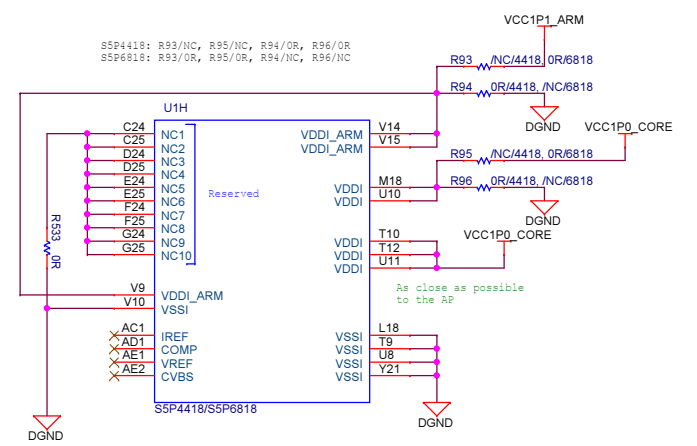 VCC1P1_ARM
S5P4418: R93/NC, R95/NC, R94/0R, R96/0R
S5P6818: R93/0R, R95/0R, R94/NC, R96/NC
R93 /NC/4418, 0R/6818
R94 0R/4418, /NC/6818
DGND
U1H
VCC1P0_CORE
C24 NC1 VDDI_ARM V14
C25 NC2 VDDI_ARM V15
D24 NC3
D25 NC4
E24 NC5 VDDI M18
E25 NC6 VDDI U10
F24 NC7
F25 NC8
G24 NC9 VDDI T10
G25 NC10 VDDI T12
VDDI U11
Reserved
R95 /NC/4418, 0R/6818
R96 0R/4418, /NC/6818
DGND
VCC1P0_CORE
R533 0R
As close as possible
to the AP
V9 VDDI_ARM
V10 VSSI
AC1 IREF VSSI L18
AD1 COMP VSSI T9
AE1 VREF VSSI U8
AE2 CVBS VSSI Y21
S5P4418/S5P6818
DGND
DGND